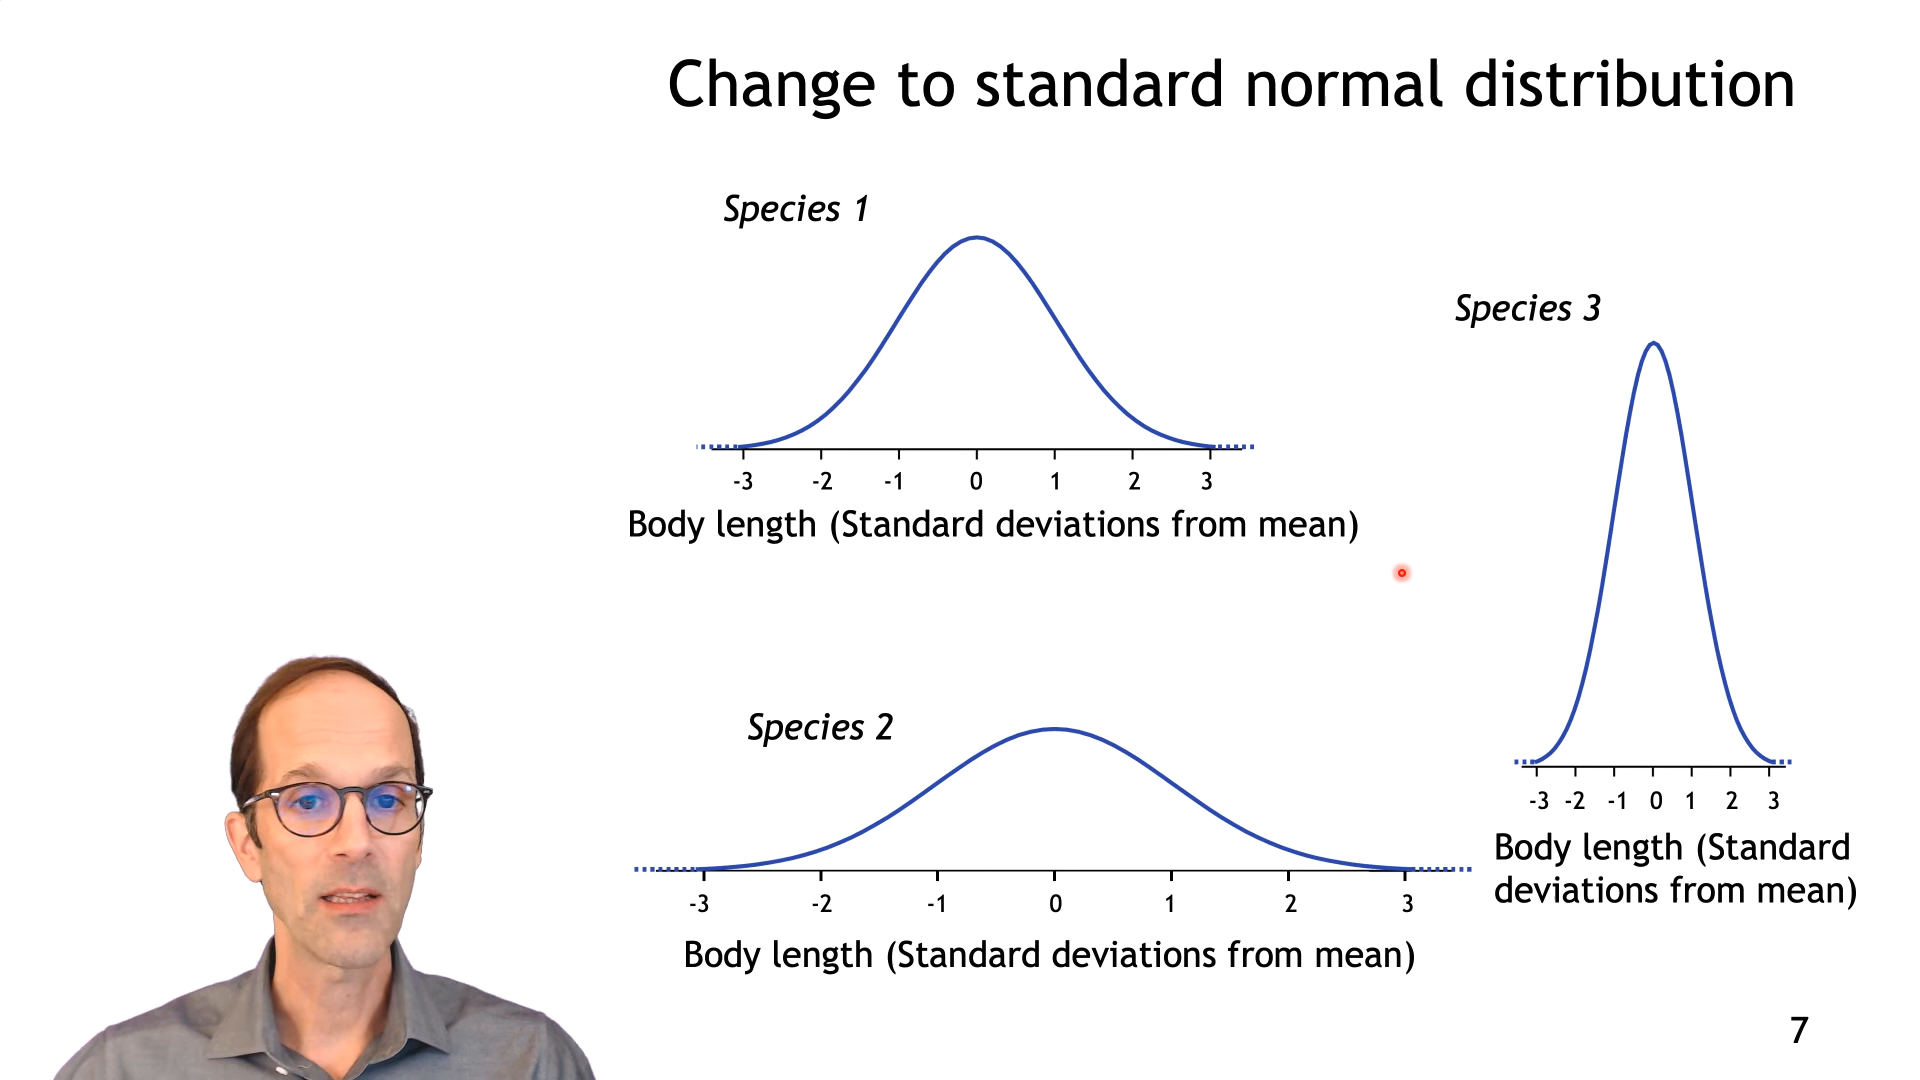 Change to standard normal distribution
Species 1
-3 -2 -1 0 1 2 3
Body length (Standard deviations from mean)
Species 3
-3 -2 -1 0 1 2 3
Body length (Standard
deviations from mean)
Species 2
-3 -2 -1 0 1 2 3
Body length (Standard deviations from mean)
7